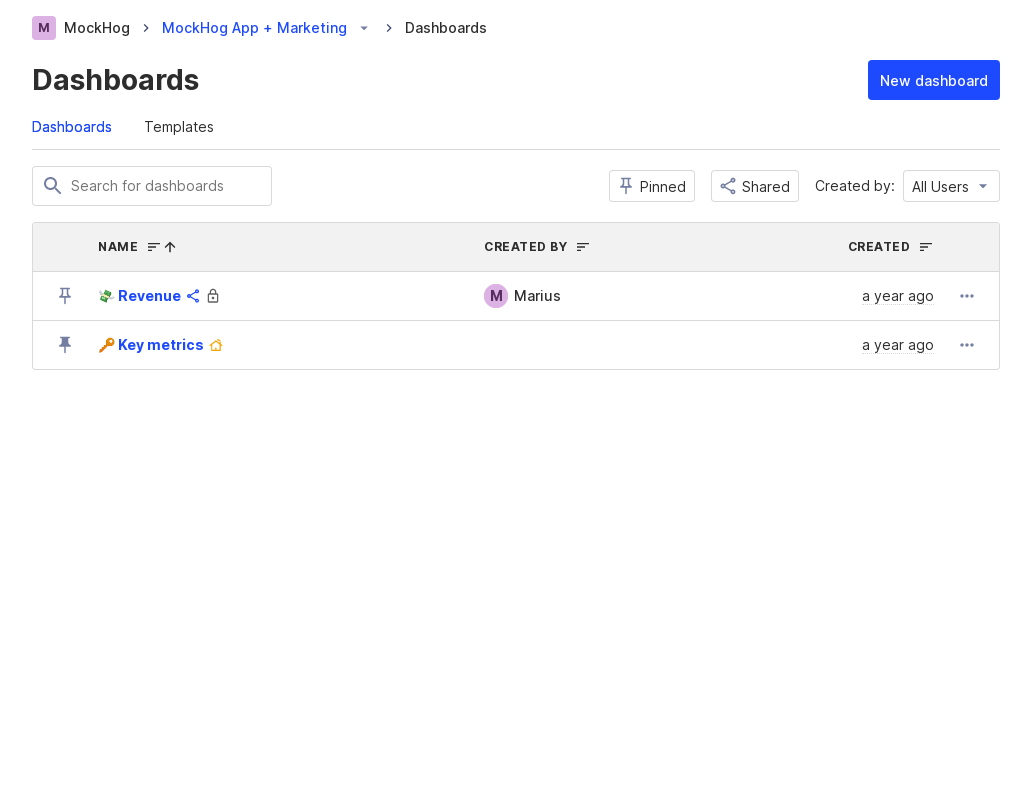 M MockHog MockHog App + Marketing Dashboards
Dashboards
New dashboard
Dashboards Templates
Search for dashboards Pinned Shared Created by: All Users
NAME CREATED BY CREATED
💸 Revenue M Marius a year ago
🔑 Key metrics a year ago